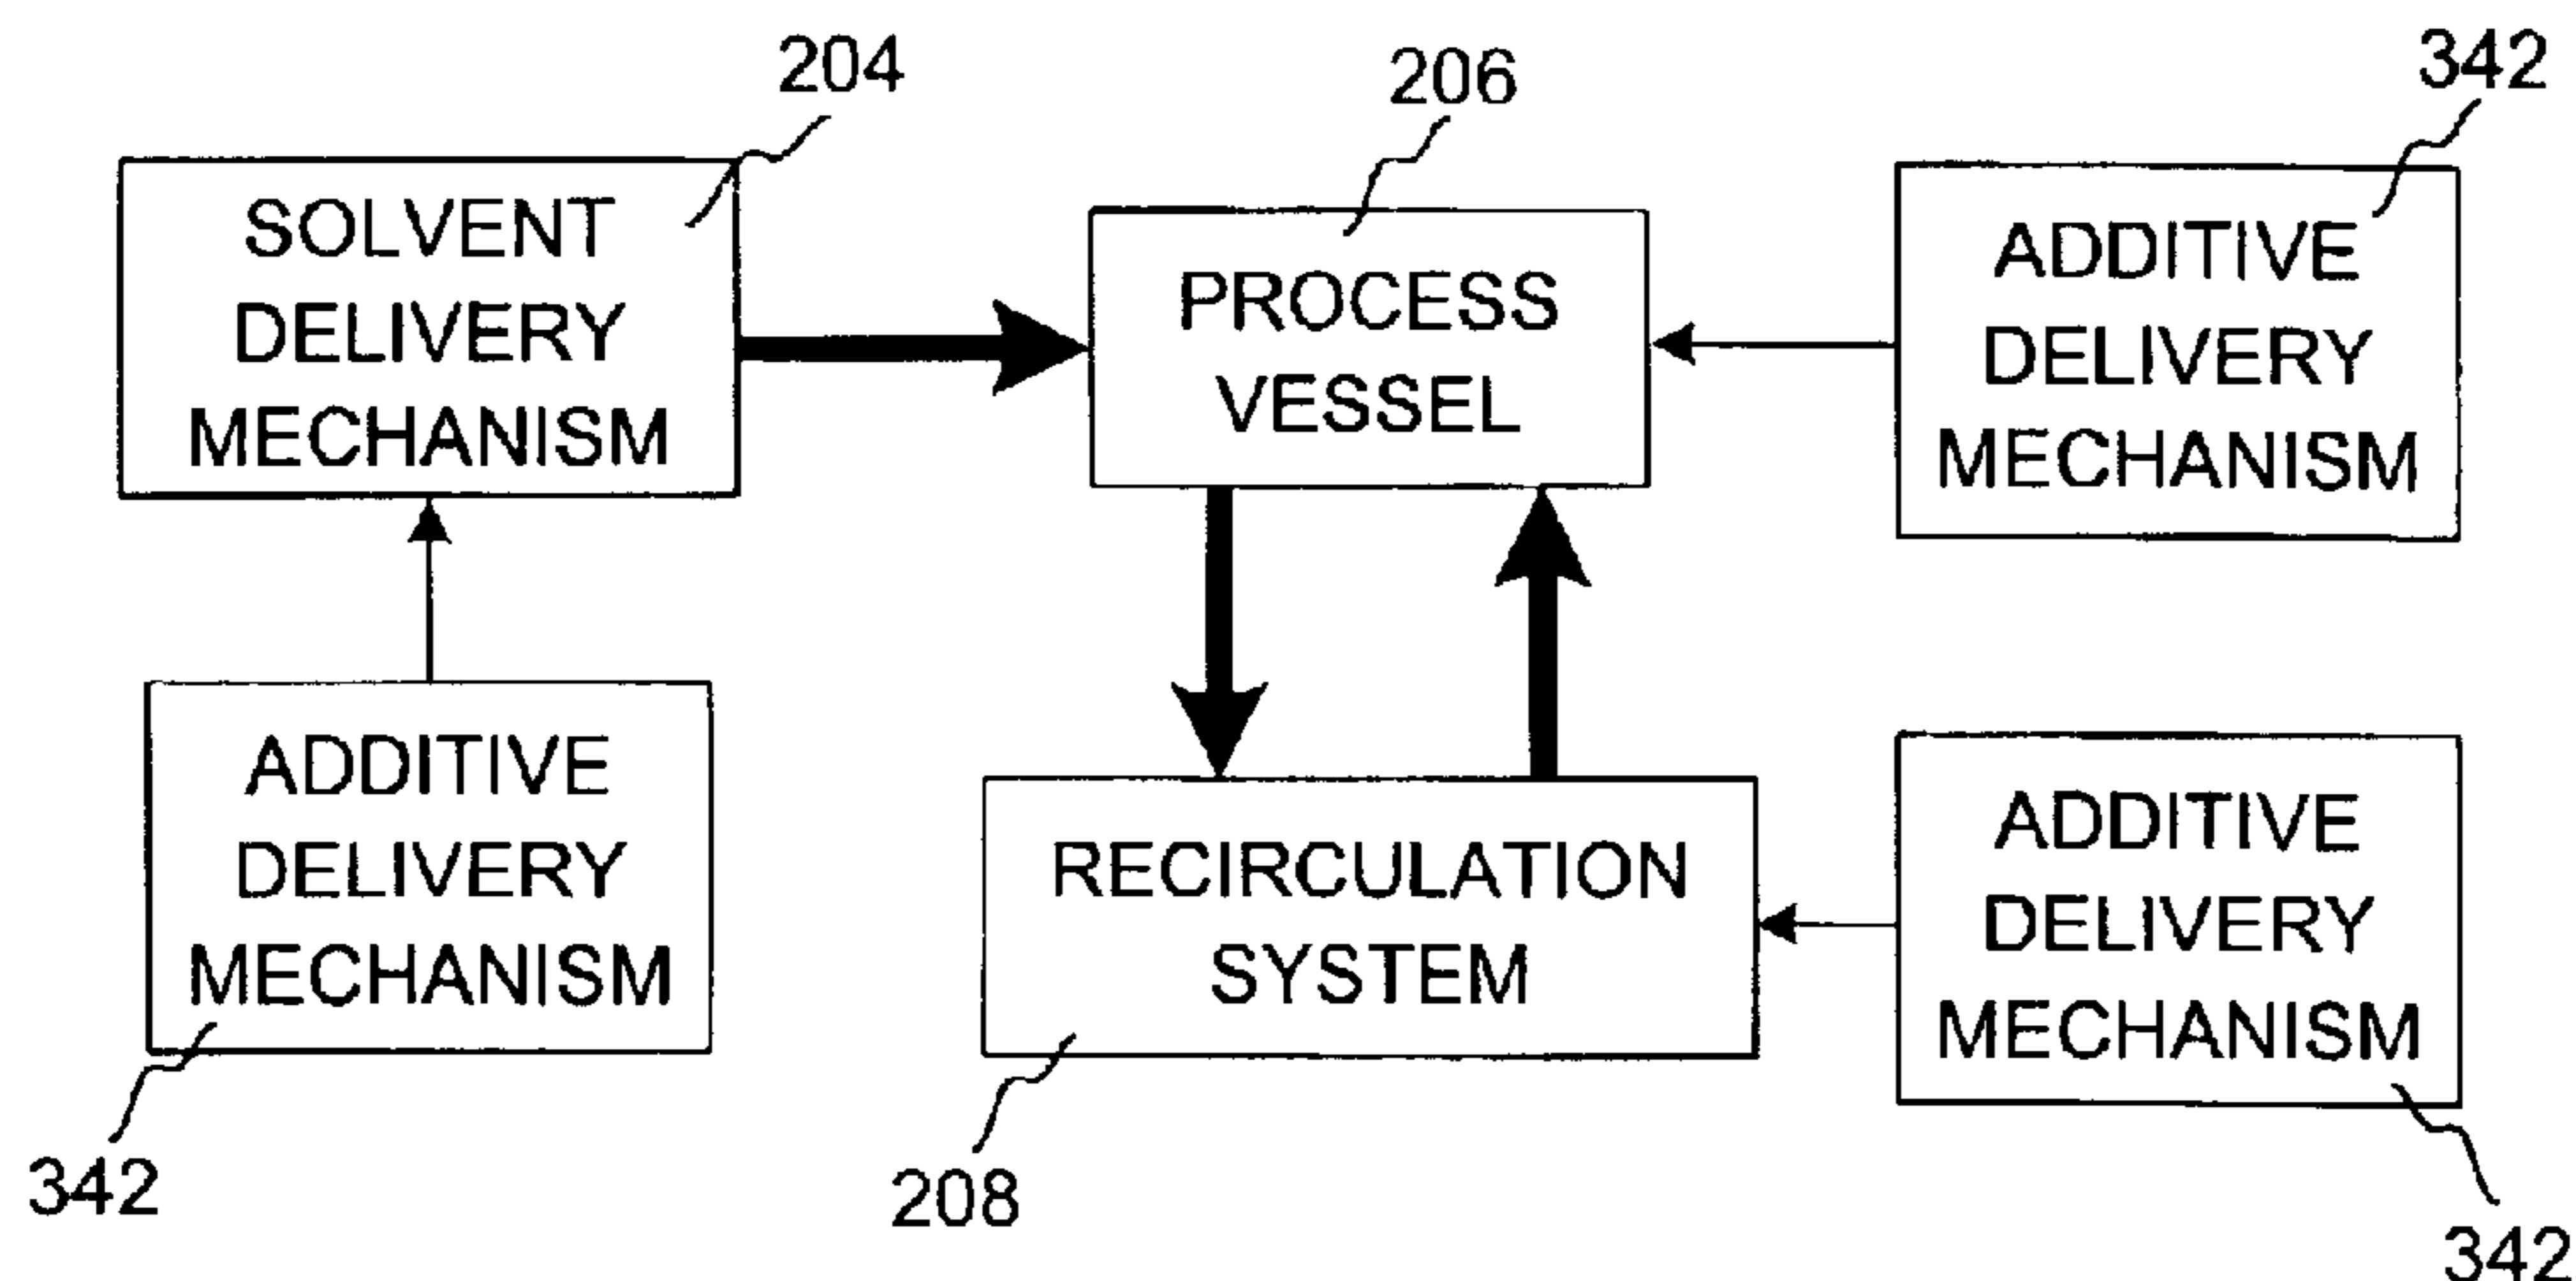 204
206
342
SOLVENT
DELIVERY
MECHANISM
PROCESS
VESSEL
ADDITIVE
DELIVERY
MECHANISM
ADDITIVE
DELIVERY
MECHANISM
RECIRCULATION
SYSTEM
ADDITIVE
DELIVERY
MECHANISM
342
208
342